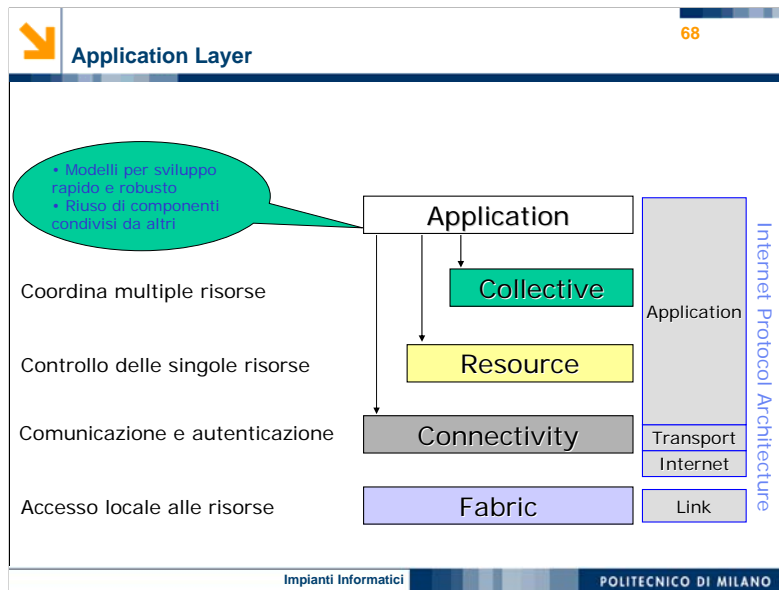 68
Application Layer
• Modelli per sviluppo
rapido e robusto
• Riuso di componenti
condivisi da altri
Application
Coordina multiple risorse
Collective
Controllo delle singole risorse
Resource
Comunicazione e autenticazione
Connectivity
Accesso locale alle risorse
Fabric
Application
Transport
Internet
Link
Internet Protocol Architecture
Impianti Informatici
POLITECNICO DI MILANO